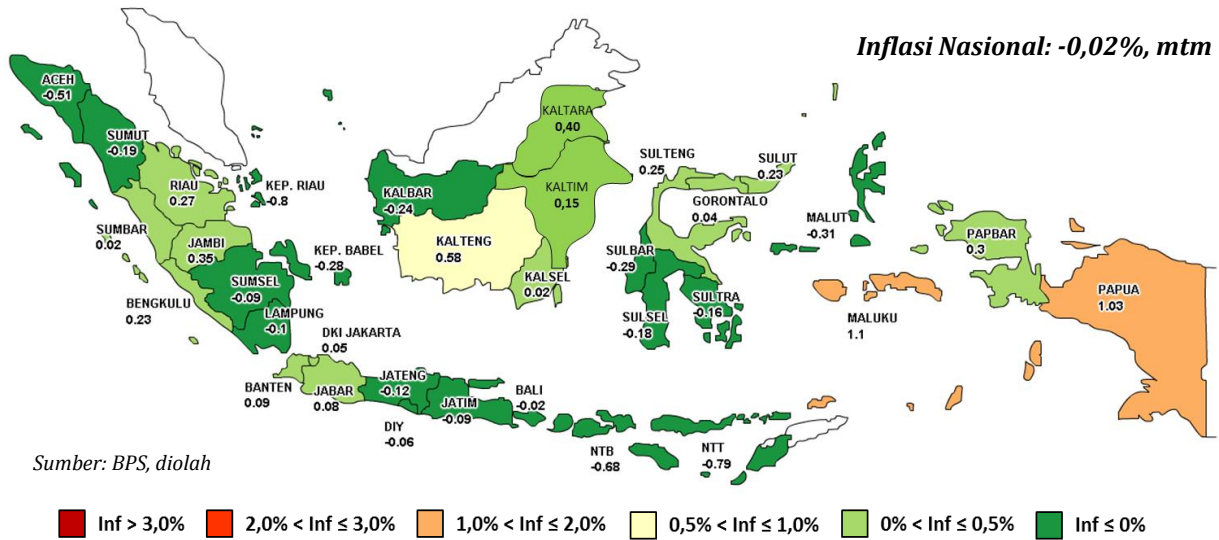 Inflasi Nasional: -0,02%, mtm
ACEH
-0.51
SUMUT
-0.19
RIAU
0.27
KEP. RIAU
-0.8
SUMBAR
0.02
JAMBI
0.35
KEP. BABEL
-0.28
SUMSEL
-0.09
BENGKULU
0.23
LAMPUNG
-0.1
DKI JAKARTA
0.05
BANTEN
0.09
JABAR
0.08
JATENG
-0.12
DIY
-0.06
JATIM
-0.09
BALI
-0.02
NTB
-0.68
NTT
-0.79
KALBAR
-0.24
KALTENG
0.58
KALSEL
0.02
KALTIM
0,15
KALTARA
0,40
SULTENG
0.25
SULUT
0.23
GORONTALO
0.04
SULBAR
-0.29
SULSEL
-0.18
SULTRA
-0.16
MALUT
-0.31
MALUKU
1.1
PAPBAR
0.3
PAPUA
1.03
Sumber: BPS, diolah
Inf > 3,0%
2,0% < Inf ≤ 3,0%
1,0% < Inf ≤ 2,0%
0,5% < Inf ≤ 1,0%
0% < Inf ≤ 0,5%
Inf ≤ 0%